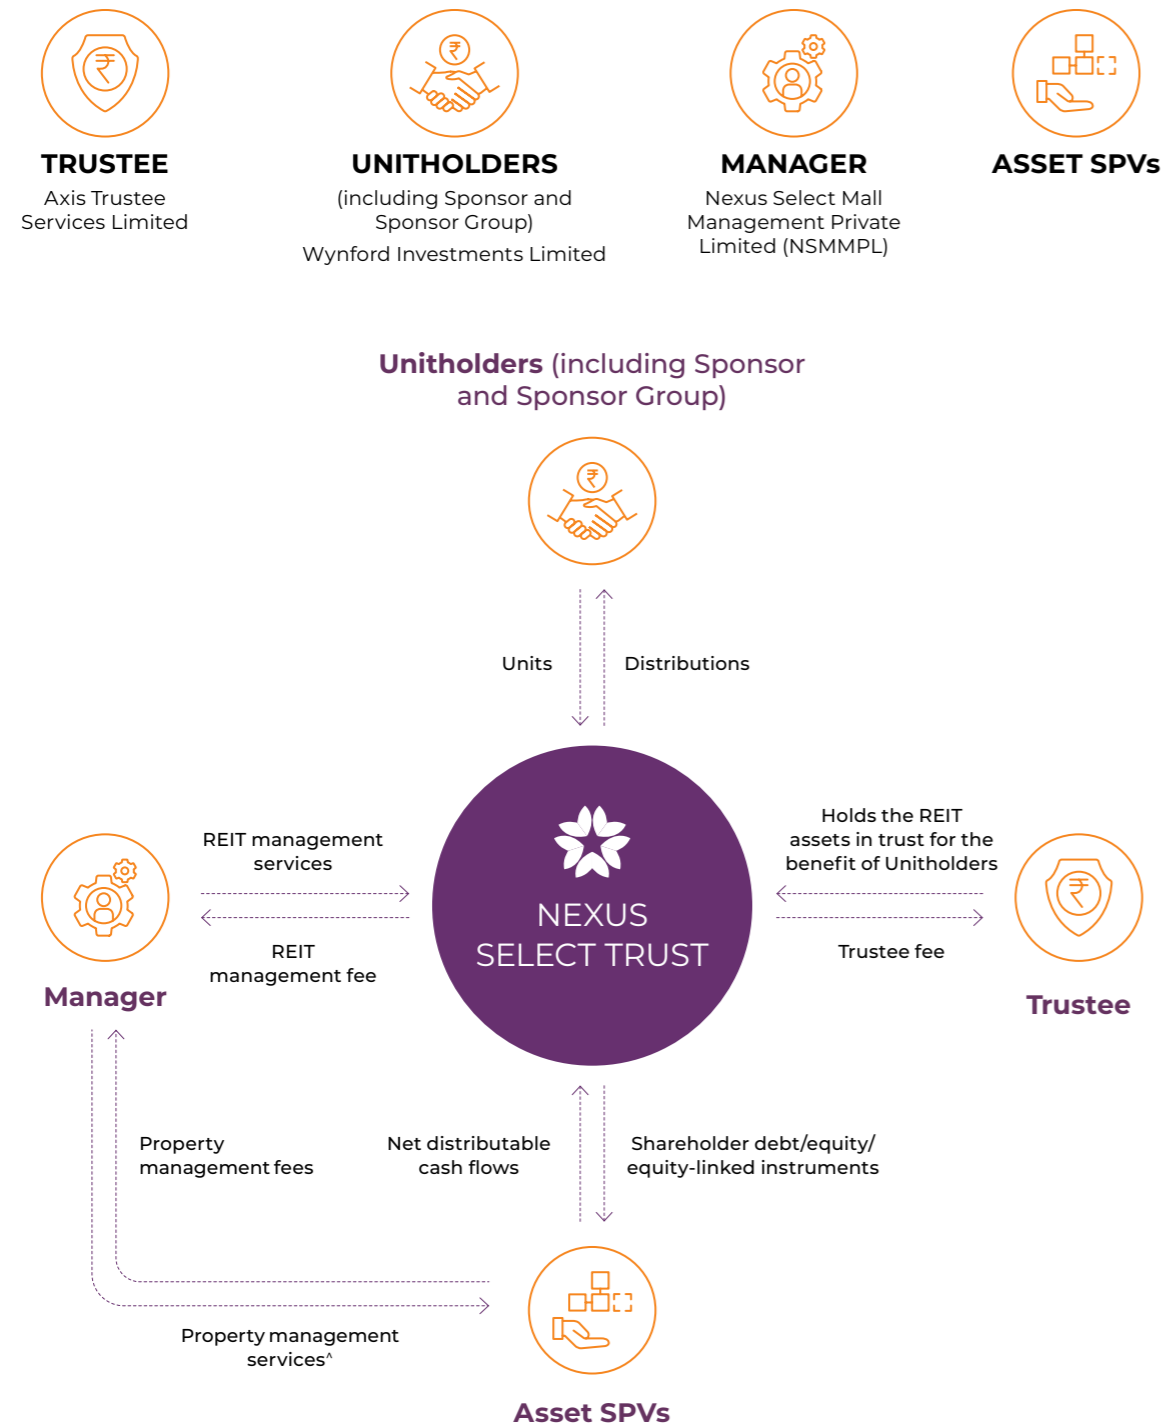 TRUSTEE
Axis Trustee
Services Limited
UNITHOLDERS
(including Sponsor and
Sponsor Group)
Wynford Investments Limited
MANAGER
Nexus Select Mall
Management Private
Limited (NSMMPL)
ASSET SPVs
Unitholders (including Sponsor
and Sponsor Group)
₹
Units
Distributions
REIT management
services
REIT
management fee
Manager
NEXUS
SELECT TRUST
Holds the REIT
assets in trust for the
benefit of Unitholders
Trustee fee
Trustee
Property
management fees
Net distributable
cash flows
Shareholder debt/equity/
equity-linked instruments
Property management
services^
Asset SPVs